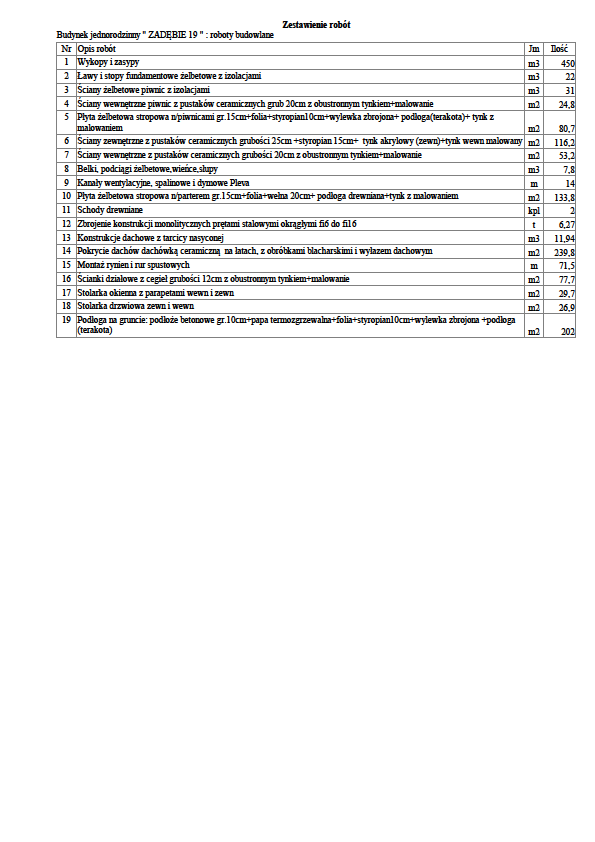 Zestawienie robót
Budynek jednorodzinny " ZADĘBIE 19 " : roboty budowlane
Nr Opis robót Jm Ilość
1 Wykopy i zasypy m3 450
2 Ławy i stopy fundamentowe żelbetowe z izolacjami m3 22
3 Ściany żelbetowe piwnic z izolacjami m3 31
4 Ściany wewnętrzne piwnic z pustaków ceramicznych grub 20cm z obustronnym tynkiem+malowanie m2 24,8
5 Płyta żelbetowa stropowa n/piwnicami gr.15cm+folia+styropian10cm+wylewka zbrojona+ podłoga(terakota)+ tynk z
malowaniem m2 80,7
6 Ściany zewnętrzne z pustaków ceramicznych grubości 25cm +styropian 15cm+ tynk akrylowy (zewn)+tynk wewn malowany m2 116,2
7 Ściany wewnętrzne z pustaków ceramicznych grubości 20cm z obustronnym tynkiem+malowanie m2 53,2
8 Belki, podciągi żelbetowe,wieńce,słupy m3 7,8
9 Kanały wentylacyjne, spalinowe i dymowe Pleva m 14
10 Płyta żelbetowa stropowa n/parterem gr.15cm+folia+wełna 20cm+ podłoga drewniana+tynk z malowaniem m2 133,8
11 Schody drewniane kpl 2
12 Zbrojenie konstrukcji monolitycznych prętami stalowymi okrągłymi fi6 do fi16 t 6,27
13 Konstrukcje dachowe z tarcicy nasyconej m3 11,94
14 Pokrycie dachów dachówką ceramiczną na łatach, z obróbkami blacharskimi i wyłazem dachowym m2 239,8
15 Montaż rynien i rur spustowych m 71,5
16 Ścianki działowe z cegieł grubości 12cm z obustronnym tynkiem+malowanie m2 77,7
17 Stolarka okienna z parapetami wewn i zewn m2 29,7
18 Stolarka drzwiowa zewn i wewn m2 26,9
19 Podłoga na gruncie: podłoże betonowe gr.10cm+papa termozgrzewalna+folia+styropian10cm+wylewka zbrojona +podłoga
(terakota) m2 202